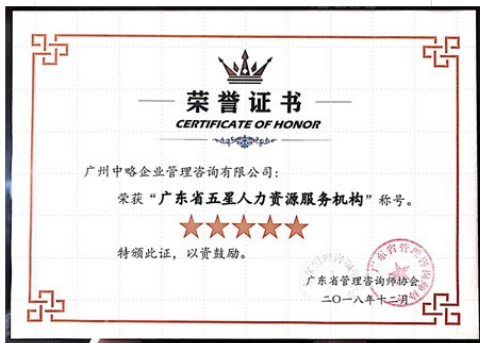 荣誉证书
CERTIFICATE OF HONOR
广州中略企业管理咨询有限公司：
荣获“广东省五星人力资源服务机构”称号。
特颁此证，以资鼓励。
广东省管理咨询师协会
二〇一八年十二月